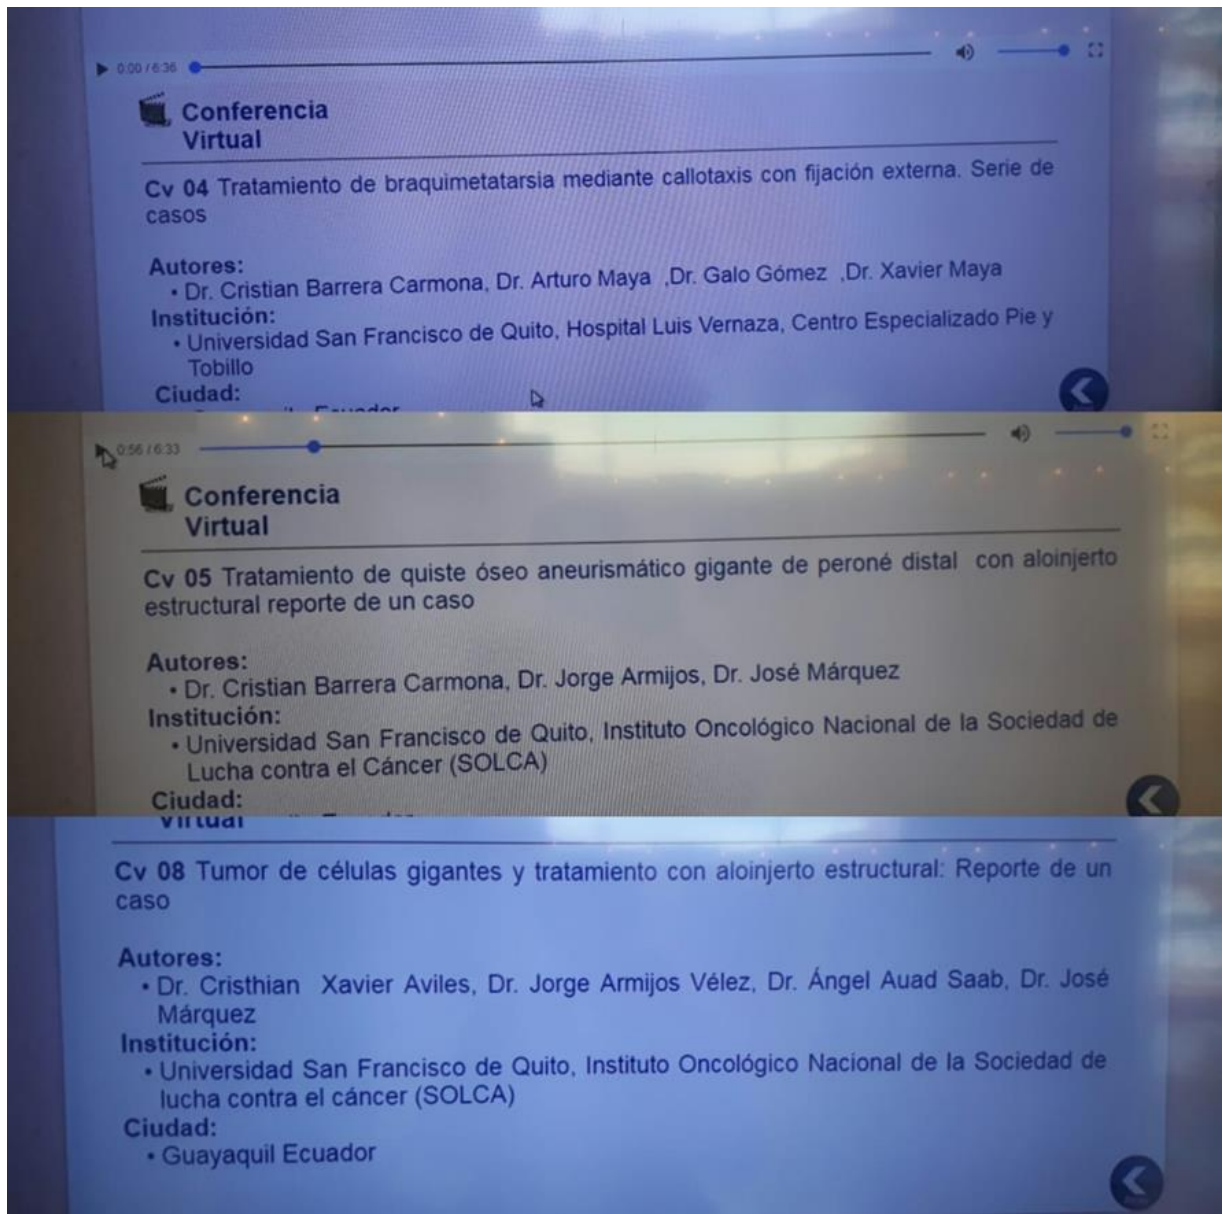 0:00 / 6:36
Conferencia
Virtual
Cv 04 Tratamiento de braquimetatarsia mediante callotaxis con fijación externa. Serie de
casos
Autores:
• Dr. Cristian Barrera Carmona, Dr. Arturo Maya ,Dr. Galo Gómez ,Dr. Xavier Maya
Institución:
• Universidad San Francisco de Quito, Hospital Luis Vernaza, Centro Especializado Pie y
Tobillo
Ciudad:
Ecuador
0:56 / 6:33
Conferencia
Virtual
Cv 05 Tratamiento de quiste óseo aneurismático gigante de peroné distal con aloinjerto
estructural reporte de un caso
Autores:
• Dr. Cristian Barrera Carmona, Dr. Jorge Armijos, Dr. José Márquez
Institución:
• Universidad San Francisco de Quito, Instituto Oncológico Nacional de la Sociedad de
Lucha contra el Cáncer (SOLCA)
Ciudad:
Virtual
Cv 08 Tumor de células gigantes y tratamiento con aloinjerto estructural: Reporte de un
caso
Autores:
• Dr. Cristhian Xavier Aviles, Dr. Jorge Armijos Vélez, Dr. Ángel Auad Saab, Dr. José
Márquez
Institución:
• Universidad San Francisco de Quito, Instituto Oncológico Nacional de la Sociedad de
lucha contra el cáncer (SOLCA)
Ciudad:
• Guayaquil Ecuador